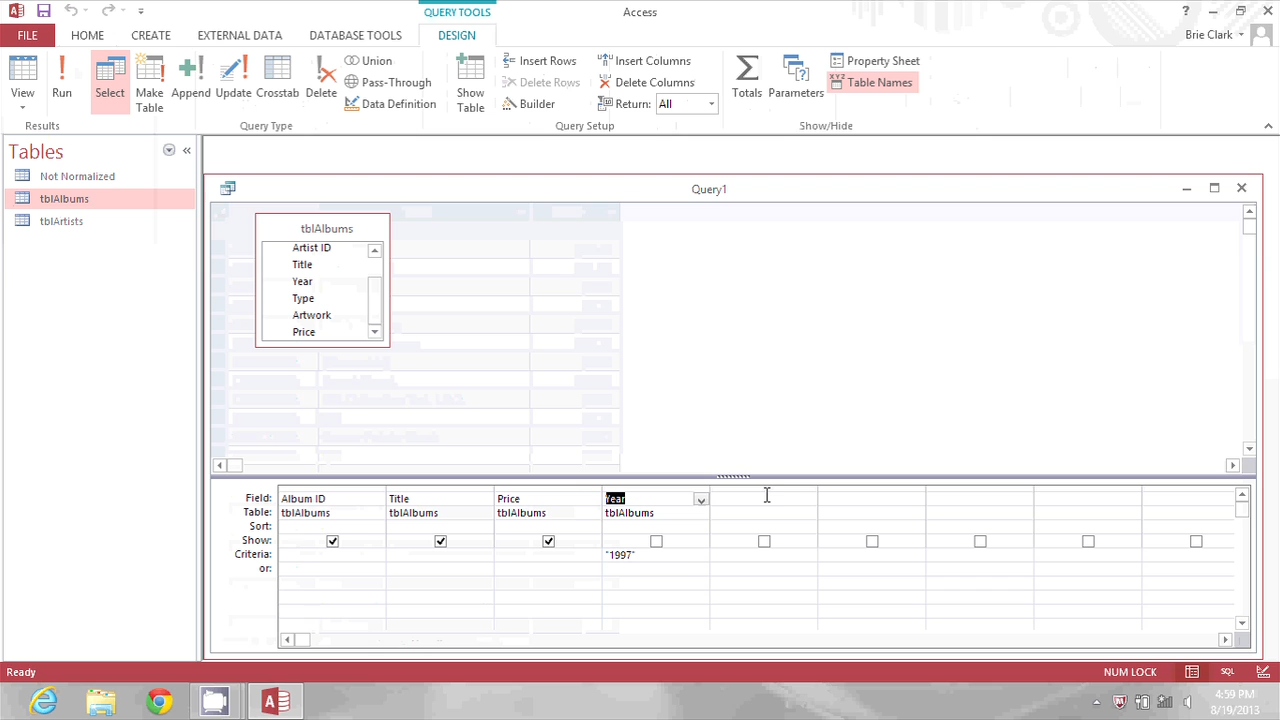 QUERY TOOLS
Access
?
FILE
HOME
CREATE
EXTERNAL DATA
DATABASE TOOLS
DESIGN
Brie Clark
View
Run
Select
Make Table
Append
Update
Crosstab
Delete
Union
Pass-Through
Data Definition
Show Table
Insert Rows
Delete Rows
Builder
Insert Columns
Delete Columns
Return: All
Totals
Parameters
Property Sheet
XYZ Table Names
Results
Query Type
Query Setup
Show/Hide
Tables
Not Normalized
tblAlbums
tblArtists
Query1
tblAlbums
Artist ID
Title
Year
Type
Artwork
Price
Field: Album ID Title Price Year
Table: tblAlbums tblAlbums tblAlbums tblAlbums
Sort:
Show:
Criteria: "1997"
or:
Ready
NUM LOCK
SQL
4:59 PM
8/19/2013